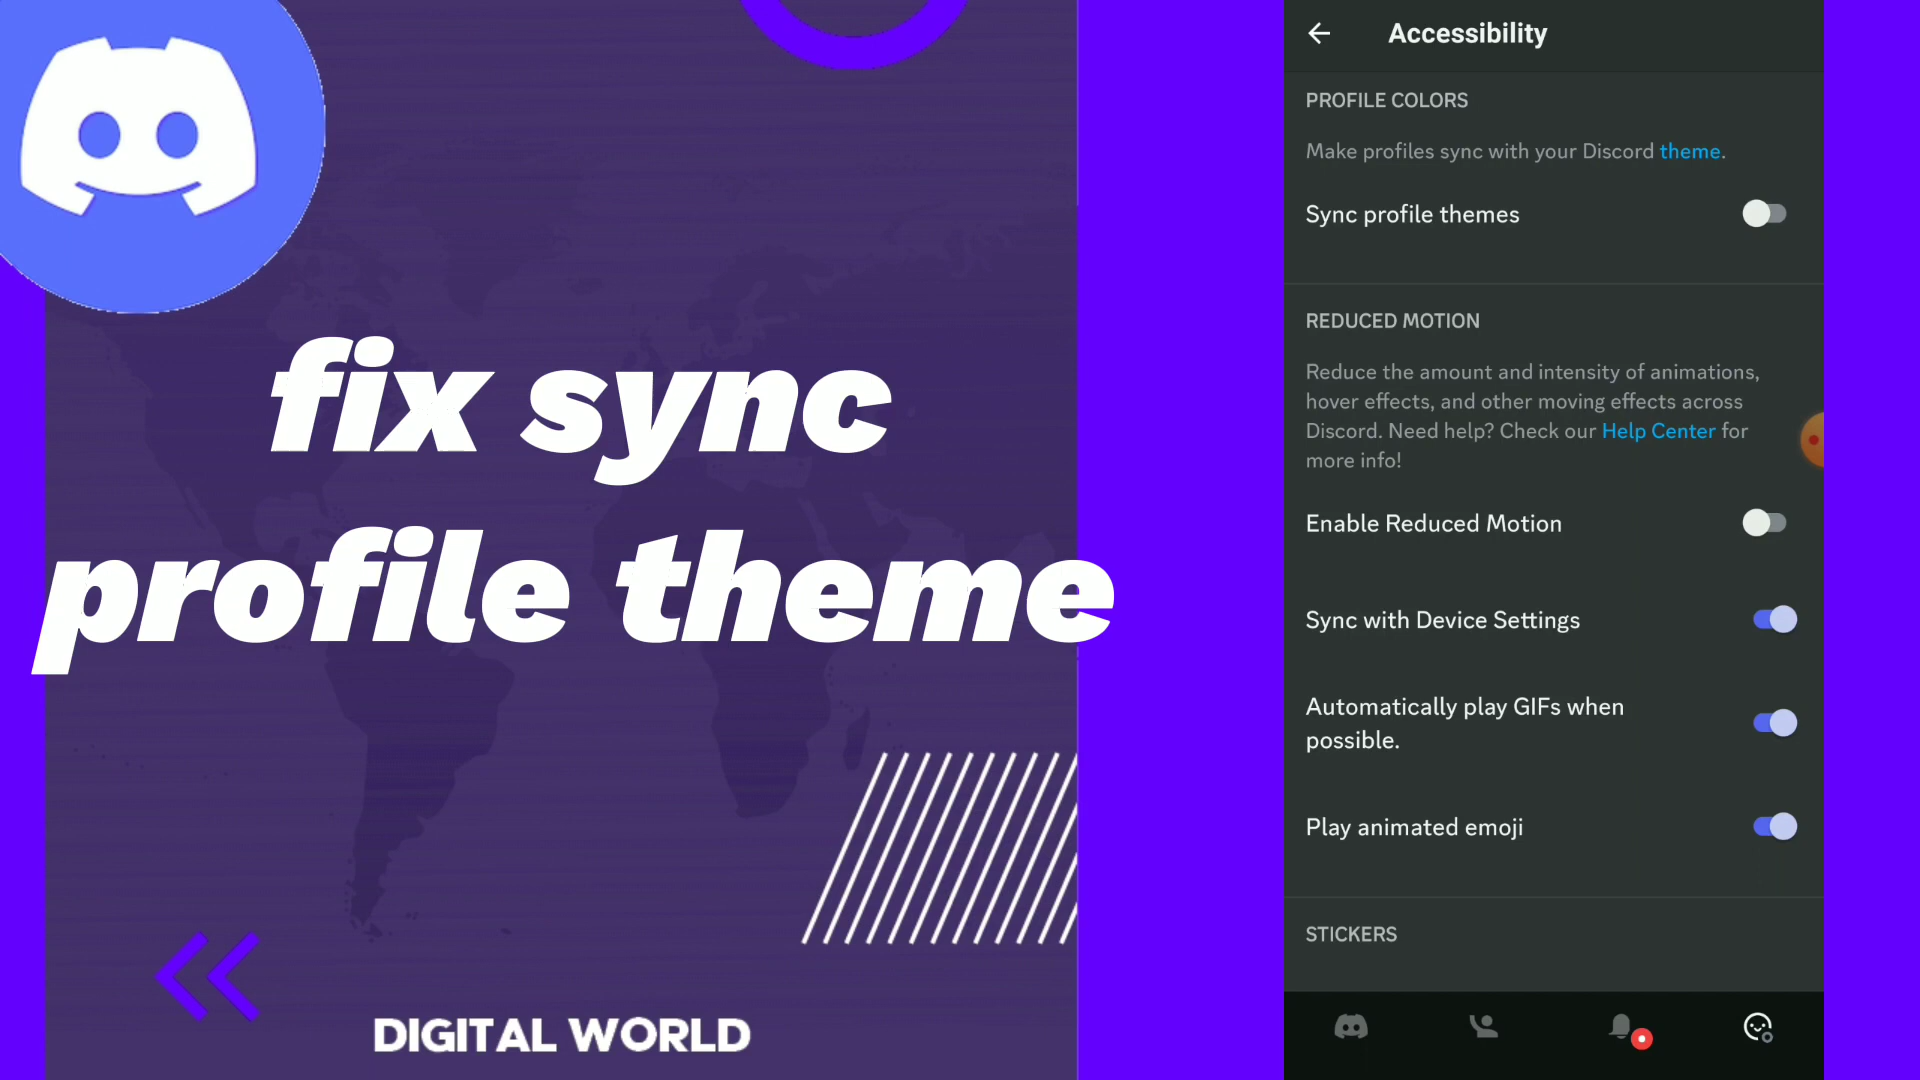 fix sync
profile theme
DIGITAL WORLD
Accessibility
PROFILE COLORS
Make profiles sync with your Discord theme.
Sync profile themes
REDUCED MOTION
Reduce the amount and intensity of animations,
hover effects, and other moving effects across
Discord. Need help? Check our Help Center for
more info!
Enable Reduced Motion
Sync with Device Settings
Automatically play GIFs when
possible.
Play animated emoji
STICKERS